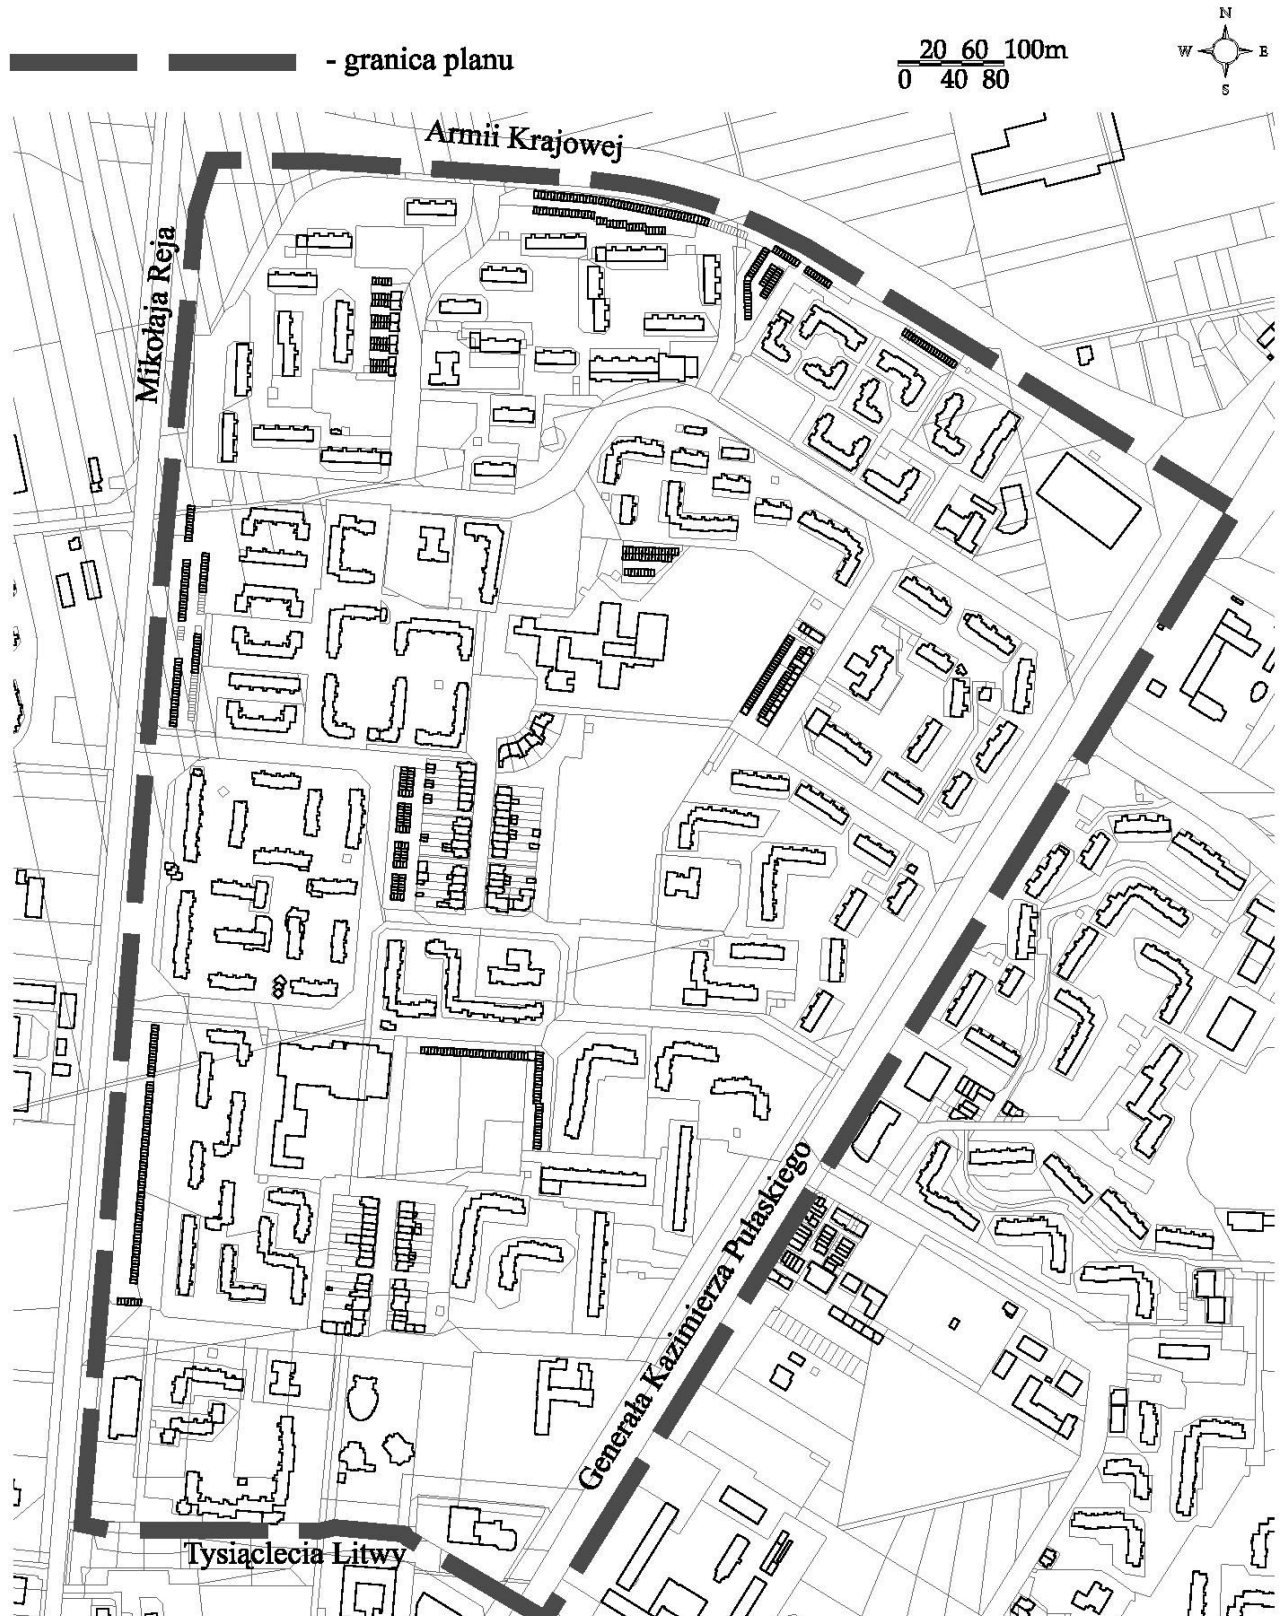 N
20 60 100m
W E
- granica planu
0 40 80
S
Armii Krajowej
Mikołaja Reja
Generała Kazimierza Pułaskiego
Tysiąclecia Litwy